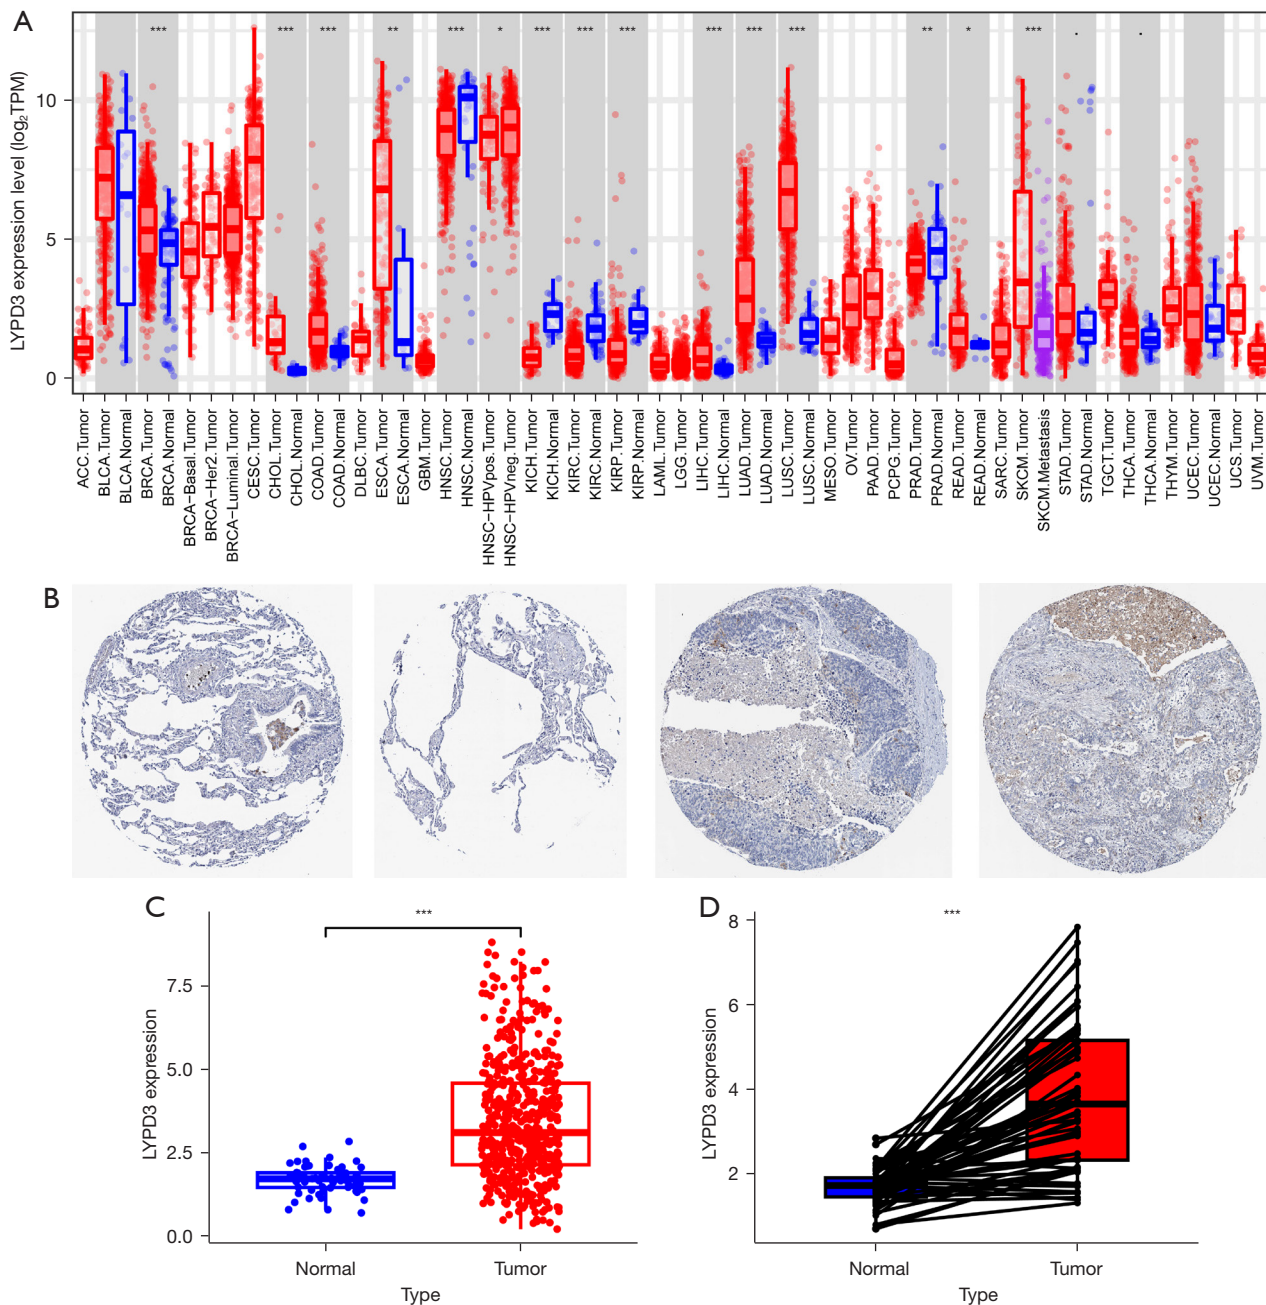 A
*** *** *** ** *** * *** *** *** *** *** *** ** * *** . .
LYPD3 expression level (log2TPM)
10
5
0
ACC.Tumor
BLCA.Tumor
BLCA.Normal
BRCA.Tumor
BRCA.Normal
BRCA-Basal.Tumor
BRCA-Her2.Tumor
BRCA-Luminal.Tumor
CESC.Tumor
CHOL.Tumor
CHOL.Normal
COAD.Tumor
COAD.Normal
DLBC.Tumor
ESCA.Tumor
ESCA.Normal
GBM.Tumor
HNSC.Tumor
HNSC.Normal
HNSC-HPVpos.Tumor
HNSC-HPVneg.Tumor
KICH.Tumor
KICH.Normal
KIRC.Tumor
KIRC.Normal
KIRP.Tumor
KIRP.Normal
LAML.Tumor
LGG.Tumor
LIHC.Tumor
LIHC.Normal
LUAD.Tumor
LUAD.Normal
LUSC.Tumor
LUSC.Normal
MESO.Tumor
OV.Tumor
PAAD.Tumor
PCPG.Tumor
PRAD.Tumor
PRAD.Normal
READ.Tumor
READ.Normal
SARC.Tumor
SKCM.Tumor
SKCM.Metastasis
STAD.Tumor
STAD.Normal
TGCT.Tumor
THCA.Tumor
THCA.Normal
THYM.Tumor
UCEC.Tumor
UCEC.Normal
UCS.Tumor
UVM.Tumor
B
C
***
LYPD3 expression
7.5
5.0
2.5
0.0
Normal Tumor
Type
D
***
LYPD3 expression
8
6
4
2
Normal Tumor
Type